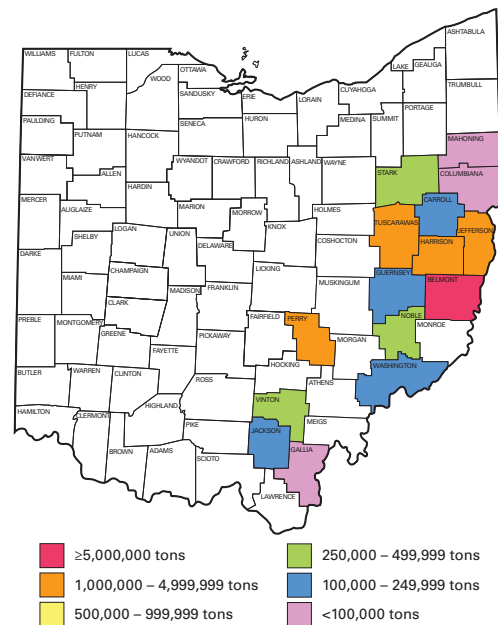 ASHTABULA
WILLIAMS FULTON LUCAS
LAKE GEAUGA
OTTAWA
WOOD
CUYAHOGA
TRUMBULL
HENRY
DEFIANCE
SANDUSKY ERIE LORAIN
PORTAGE
PAULDING
SENECA HURON MEDINA SUMMIT
PUTNAM HANCOCK
MAHONING
VAN WERT
WYANDOT CRAWFORD RICHLAND ASHLAND WAYNE
ALLEN
STARK COLUMBIANA
HARDIN
MERCER
CARROLL
AUGLAIZE
MARION
MORROW
HOLMES
LOGAN
TUSCARAWAS
SHELBY
UNION
KNOX
JEFFERSON
DELAWARE
COSHOCTON
HARRISON
DARKE
CHAMPAIGN
LICKING
GUERNSEY
MIAMI
MUSKINGUM
BELMONT
MADISON FRANKLIN
CLARK
NOBLE
PREBLE MONTGOMERY
FAIRFIELD PERRY
MONROE
GREENE
PICKAWAY
MORGAN
FAYETTE
HOCKING
WASHINGTON
BUTLER WARREN CLINTON
ROSS
ATHENS
VINTON
HIGHLAND
HAMILTON
CLERMONT
PIKE
MEIGS
JACKSON
GALLIA
BROWN ADAMS
SCIOTO
LAWRENCE
≥5,000,000 tons
1,000,000 – 4,999,999 tons
500,000 – 999,999 tons
250,000 – 499,999 tons
100,000 – 249,999 tons
<100,000 tons